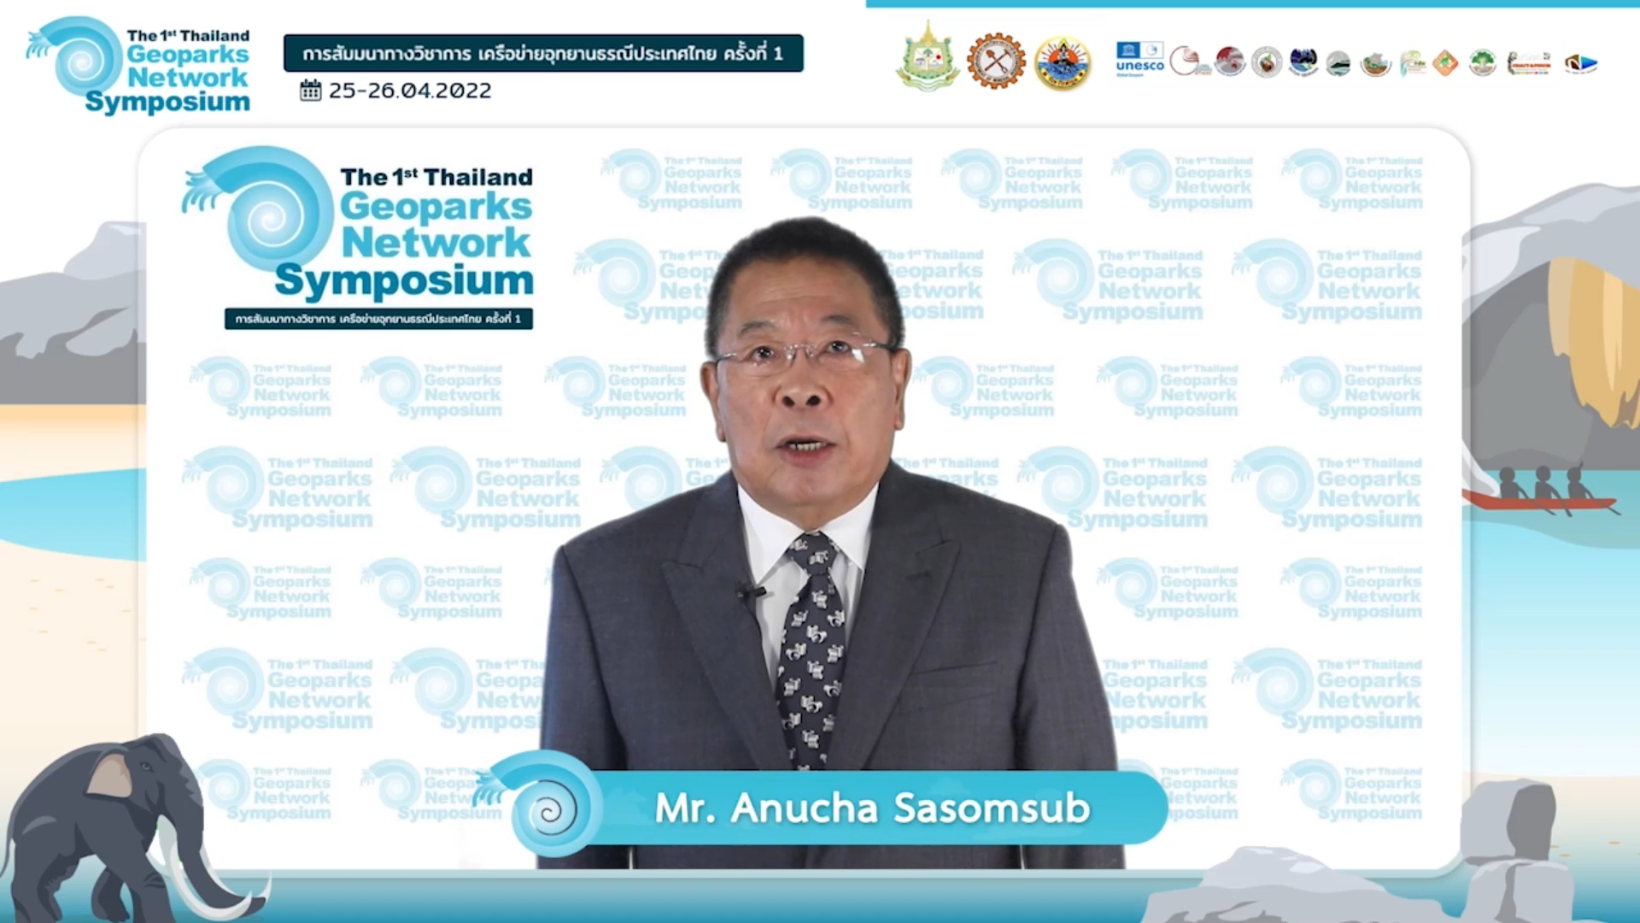 The 1st Thailand
Geoparks
Network
Symposium
การสัมมนาทางวิชาการ เครือข่ายอุทยานธรณีประเทศไทย ครั้งที่ 1
25-26.04.2022
unesco
The 1st Thailand
Geoparks
Network
Symposium
การสัมมนาทางวิชาการ เครือข่ายอุทยานธรณีประเทศไทย ครั้งที่ 1
Mr. Anucha Sasomsub